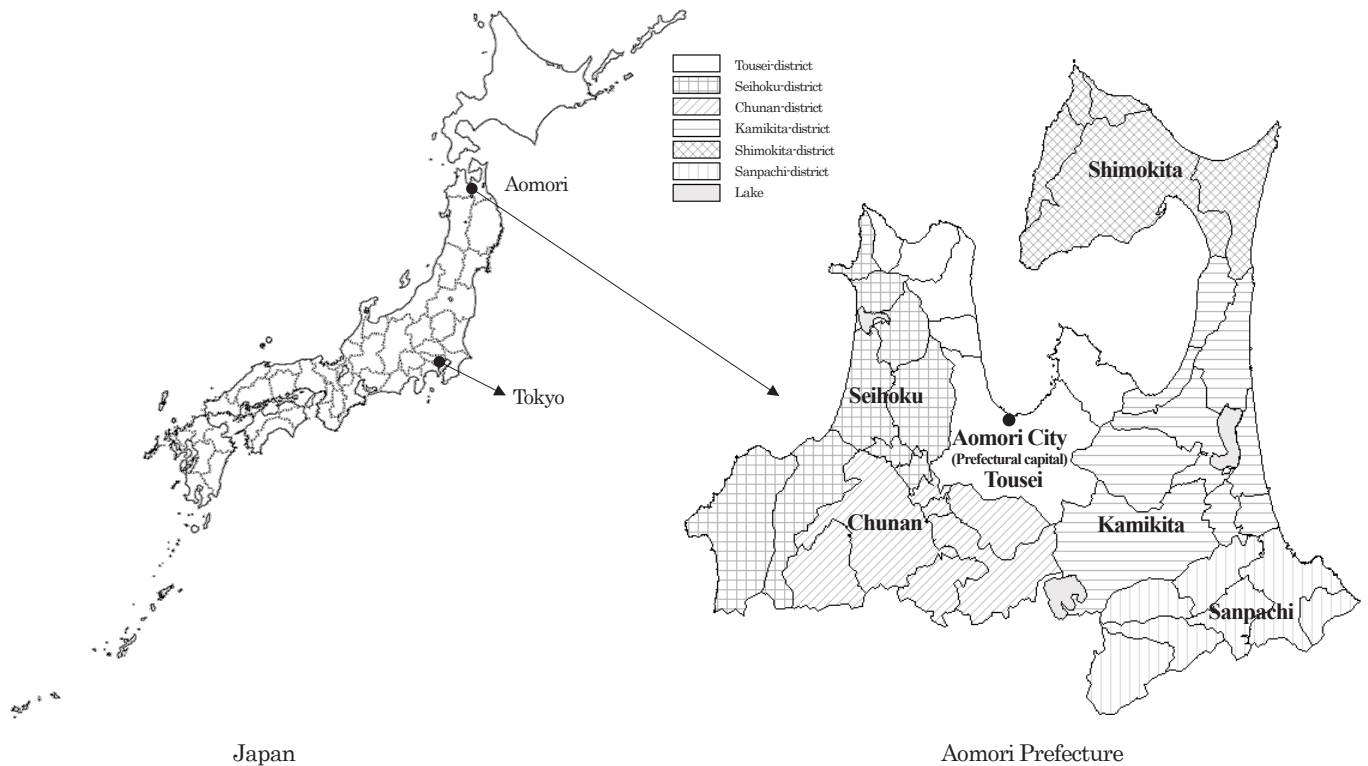 Aomori
Tokyo
Japan
Tousei-district
Seihoku-district
Chunan-district
Kamikita-district
Shimokita-district
Sanpachi-district
Lake
Shimokita
Seihoku
Aomori City
(Prefectural capital)
Tousei
Chunan
Kamikita
Sanpachi
Aomori Prefecture